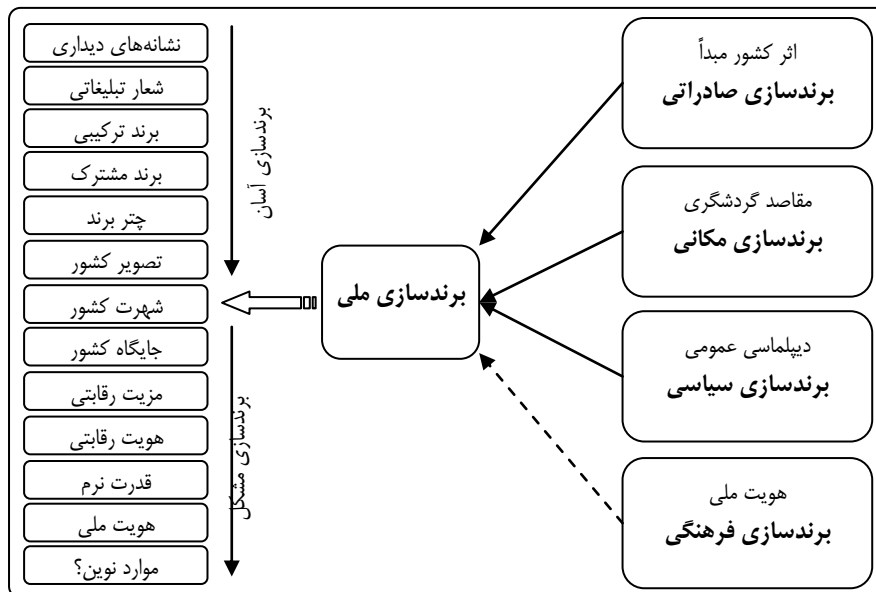 اثر کشور مبدأ
برندسازی صادراتی
مقاصد گردشگری
برندسازی مکانی
دیپلماسی عمومی
برندسازی سیاسی
هویت ملی
برندسازی فرهنگی
برندسازی ملی
برندسازی آسان
برندسازی مشکل
نشانه‌های دیداری
شعار تبلیغاتی
برند ترکیبی
برند مشترک
چتر برند
تصویر کشور
شهرت کشور
جایگاه کشور
مزیت رقابتی
هویت رقابتی
قدرت نرم
هویت ملی
موارد نوین؟